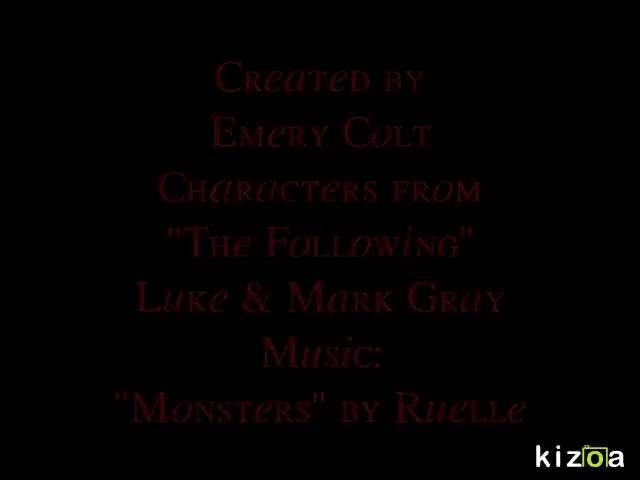 Created by
Emery Colt
Characters from
"The Following"
Luke & Mark Gray
Music:
"Monsters" by Ruelle
kizoa